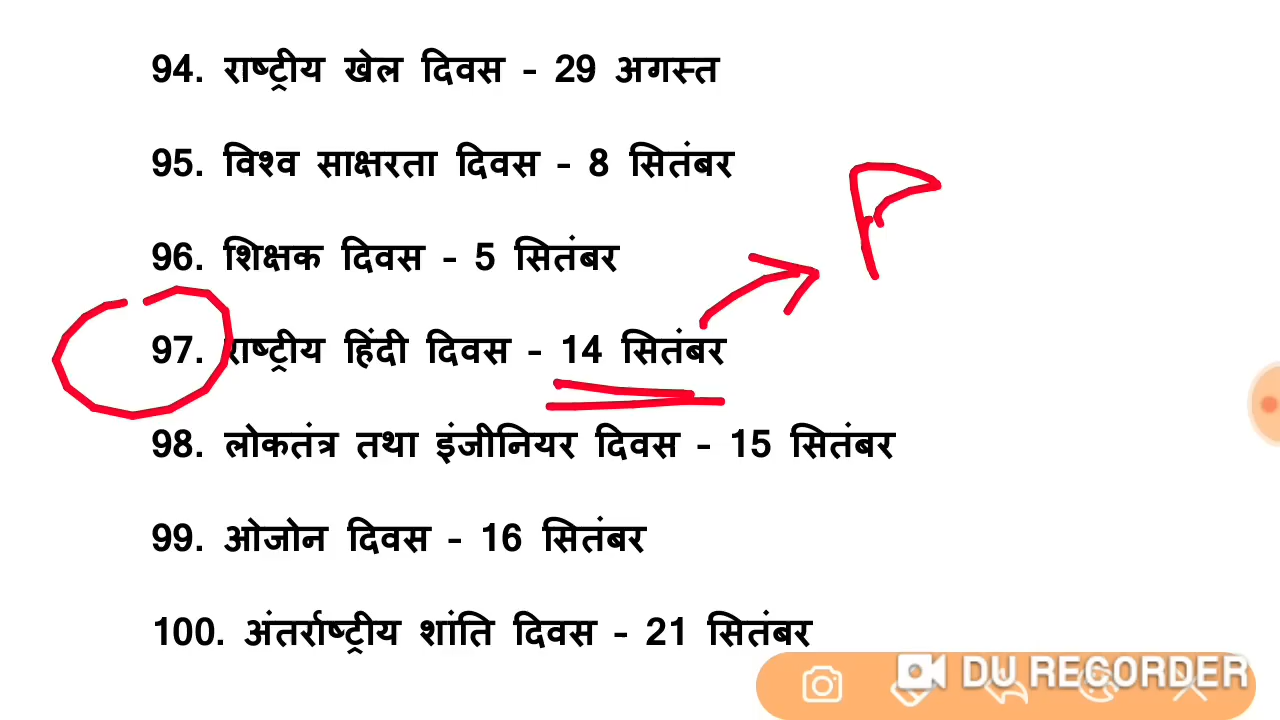 94. राष्ट्रीय खेल दिवस - 29 अगस्त
95. विश्व साक्षरता दिवस - 8 सितंबर
96. शिक्षक दिवस - 5 सितंबर
97. राष्ट्रीय हिंदी दिवस - 14 सितंबर
98. लोकतंत्र तथा इंजीनियर दिवस - 15 सितंबर
99. ओजोन दिवस - 16 सितंबर
100. अंतर्राष्ट्रीय शांति दिवस - 21 सितंबर
DU RECORDER